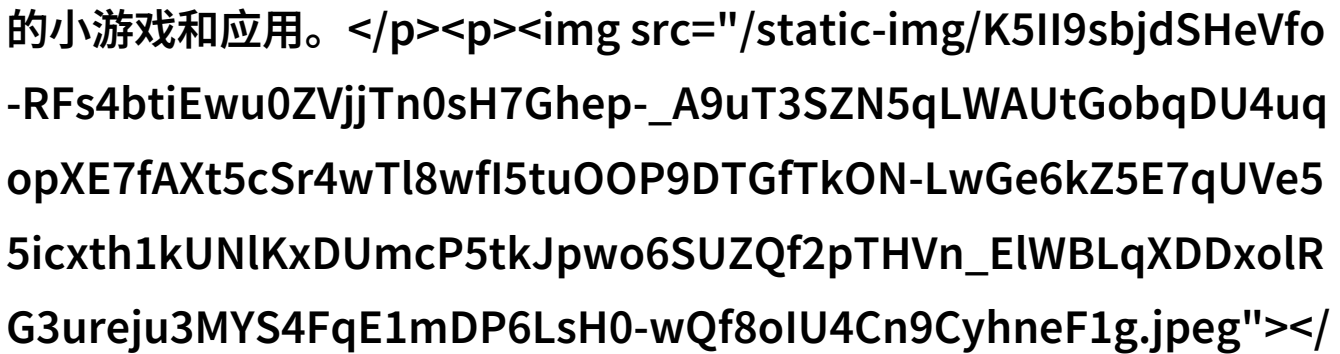 的小游戏和应用。</p><p><img src="/static-img/K5II9sbjdSHeVfo
-RFs4btiEwu0ZVjjTn0sH7Ghep-_A9uT3SZN5qLWAUtGobqDU4uq
opXE7fAXt5cSr4wTl8wfI5tuOOP9DTGfTkON-LwGe6kZ5E7qUVe5
5icxth1kUNlKxDUmcP5tkJpwo6SUZQf2pTHVn_ElWBLqXDDxolR
G3ureju3MYS4FqE1mDP6LsH0-wQf8oIU4Cn9CyhneF1g.jpeg"></